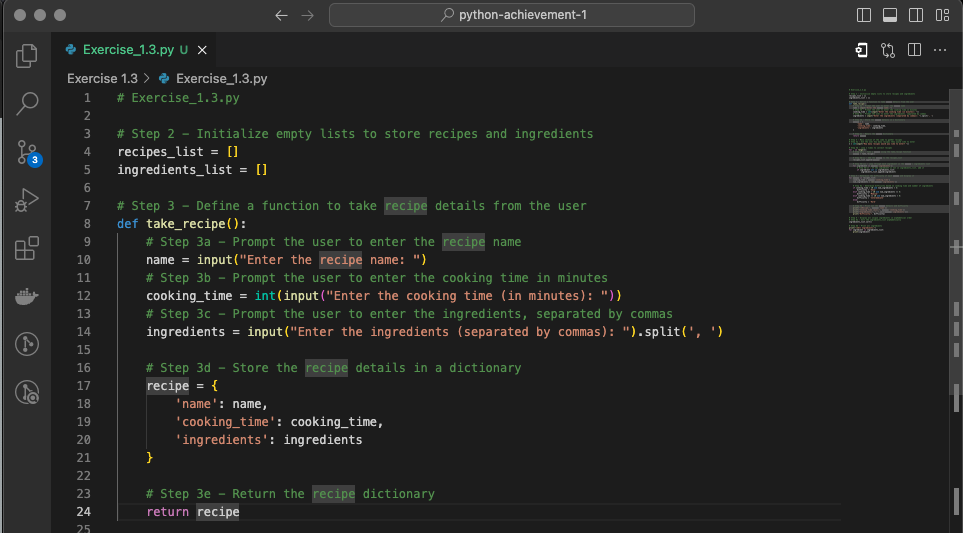 python-achievement-1
Exercise_1.3.py U
Exercise 1.3 > Exercise_1.3.py
1 # Exercise_1.3.py
2
3 # Step 2 – Initialize empty lists to store recipes and ingredients
4 recipes_list = []
5 ingredients_list = []
6
7 # Step 3 – Define a function to take recipe details from the user
8 def take_recipe():
9     # Step 3a – Prompt the user to enter the recipe name
10     name = input("Enter the recipe name: ")
11     # Step 3b – Prompt the user to enter the cooking time in minutes
12     cooking_time = int(input("Enter the cooking time (in minutes): "))
13     # Step 3c – Prompt the user to enter the ingredients, separated by commas
14     ingredients = input("Enter the ingredients (separated by commas): ").split(', ')
15
16     # Step 3d – Store the recipe details in a dictionary
17     recipe = {
18         'name': name,
3
19         'cooking_time': cooking_time,
20         'ingredients': ingredients
21     }
22
23     # Step 3e – Return the recipe dictionary
24     return recipe
25